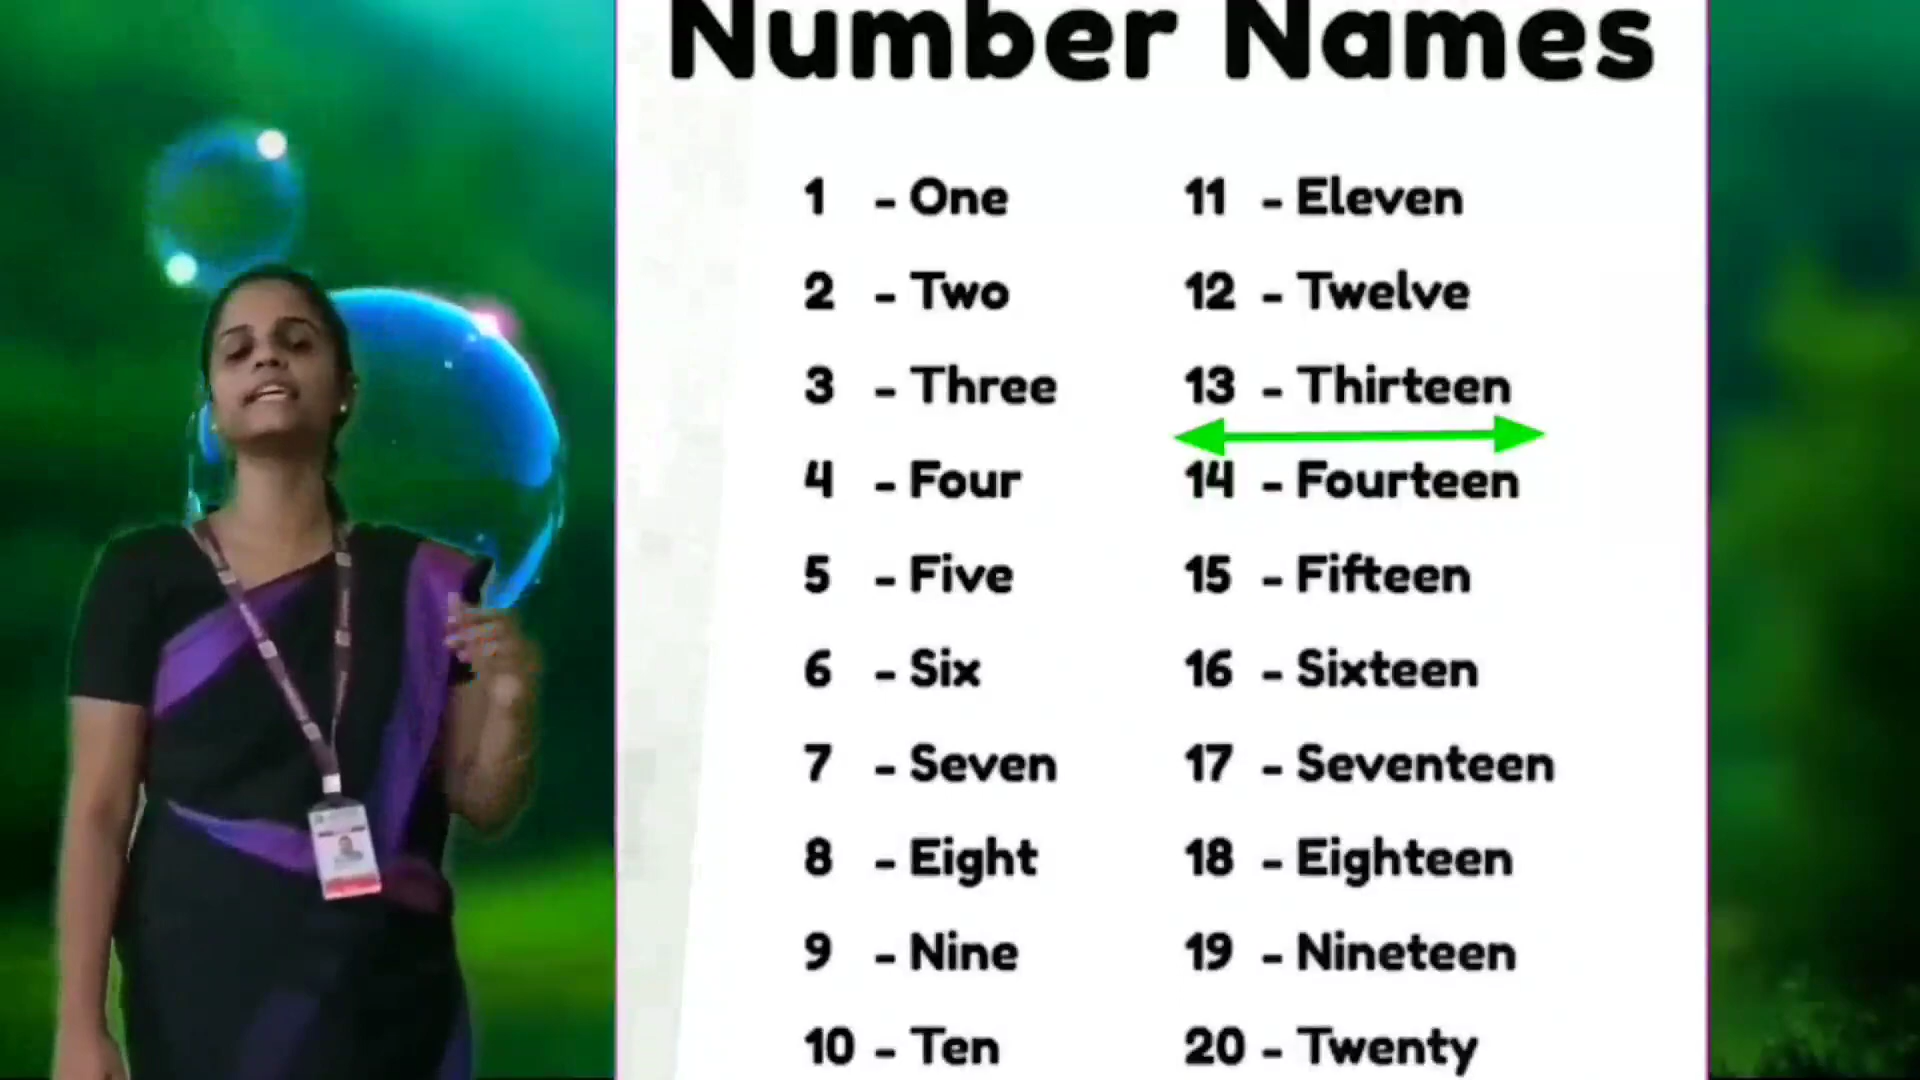 Number Names
1 - One
2 - Two
3 - Three
4 - Four
5 - Five
6 - Six
7 - Seven
8 - Eight
9 - Nine
10 - Ten
11 - Eleven
12 - Twelve
13 - Thirteen
14 - Fourteen
15 - Fifteen
16 - Sixteen
17 - Seventeen
18 - Eighteen
19 - Nineteen
20 - Twenty